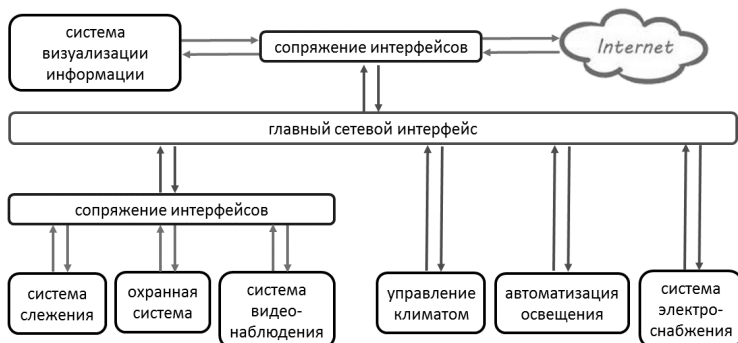 система
визуализации
информации
сопряжение интерфейсов
Internet
главный сетевой интерфейс
сопряжение интерфейсов
система
слежения
охранная
система
система
видео-
наблюдения
управление
климатом
автоматизация
освещения
система
электро-
снабжения